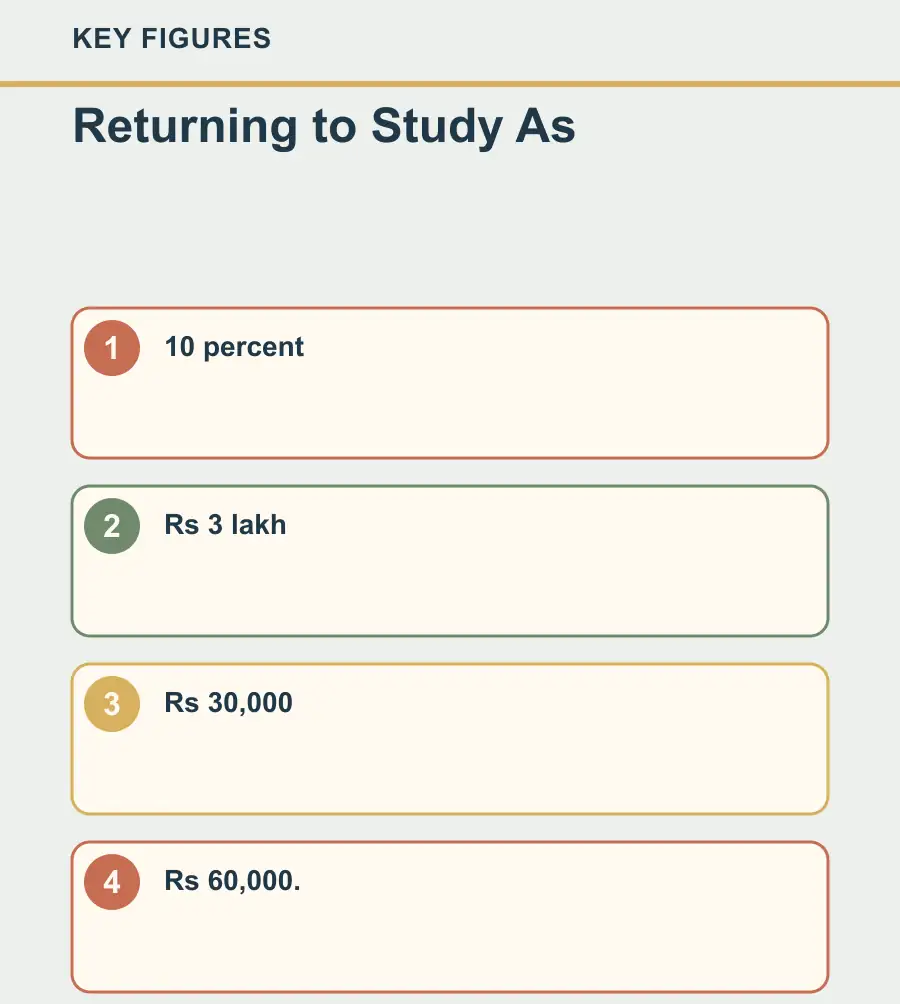 KEY FIGURES
Returning to Study As
1 10 percent
2 Rs 3 lakh
3 Rs 30,000
4 Rs 60,000.